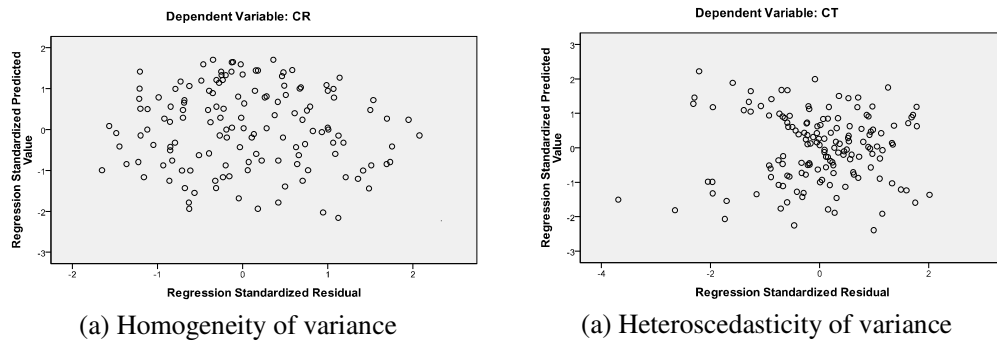 Dependent Variable: CR
Regression Standardized Predicted
Value
2
1
0
-1
-2
-3
-2
-1
0
1
2
Regression Standardized Residual
(a) Homogeneity of variance
Dependent Variable: CT
Regression Standardized Predicted
Value
3
2
1
0
-1
-2
-3
-4
-2
0
2
Regression Standardized Residual
(a) Heteroscedasticity of variance